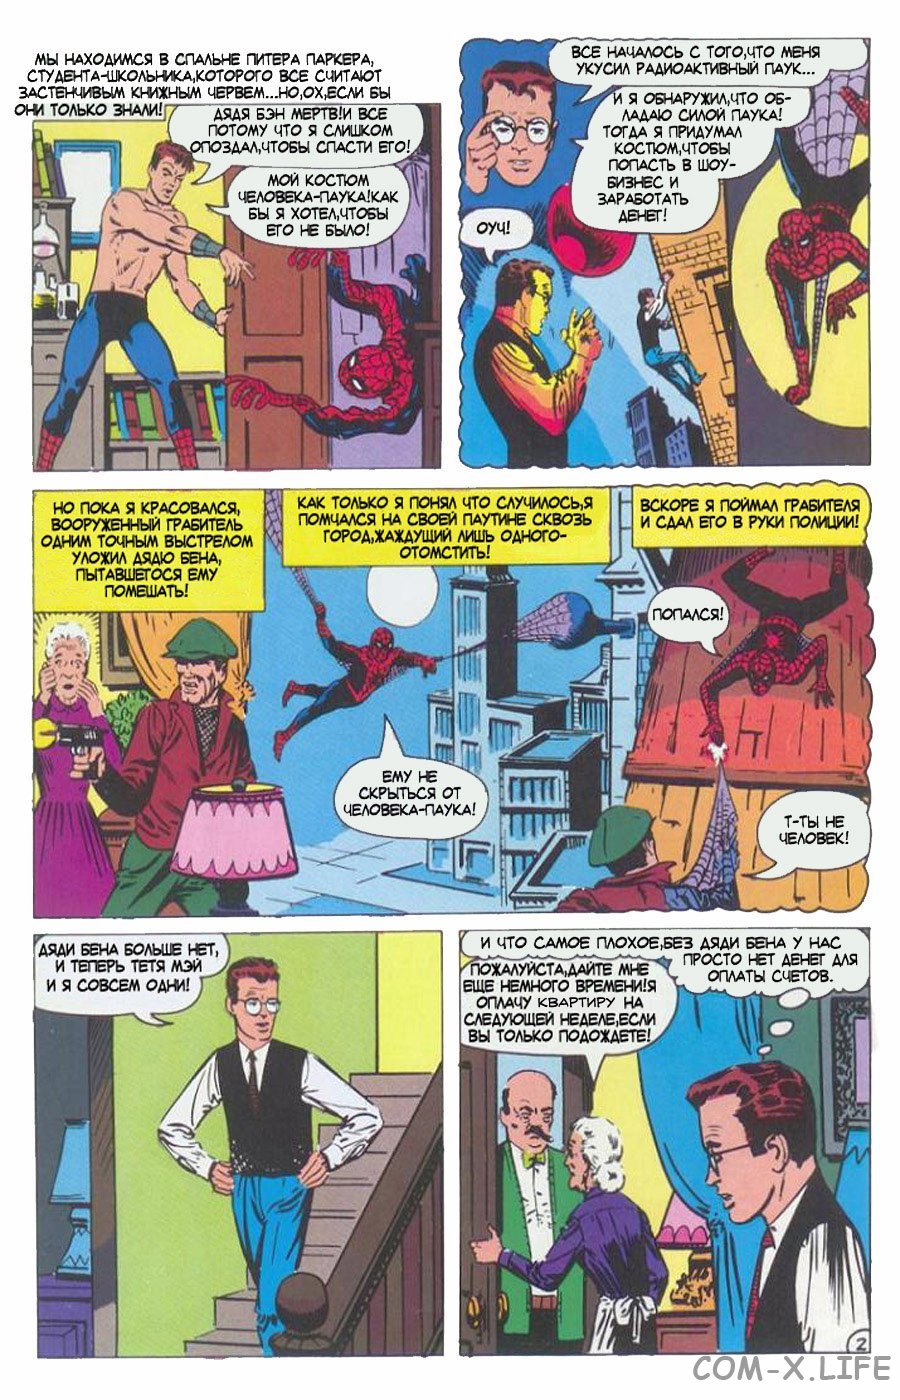 МЫ НАХОДИМСЯ В СПАЛЬНЕ ПИТЕРА ПАРКЕРА,
СТУДЕНТА-ШКОЛЬНИКА,КОТОРОГО ВСЕ СЧИТАЮТ
ЗАСТЕНЧИВЫМ КНИЖНЫМ ЧЕРВЕМ...НО,ОХ,ЕСЛИ БЫ
ОНИ ТОЛЬКО ЗНАЛИ!
ДЯДЯ БЭН МЕРТВ!И ВСЕ
ПОТОМУ ЧТО Я СЛИШКОМ
ОПОЗДАЛ,ЧТОБЫ СПАСТИ ЕГО!
МОЙ КОСТЮМ
ЧЕЛОВЕКА-ПАУКА!КАК
БЫ Я ХОТЕЛ,ЧТОБЫ
ЕГО НЕ БЫЛО!
ВСЕ НАЧАЛОСЬ С ТОГО,ЧТО МЕНЯ
УКУСИЛ РАДИОАКТИВНЫЙ ПАУК...
И Я ОБНАРУЖИЛ,ЧТО ОБ-
ЛАДАЮ СИЛОЙ ПАУКА!
ТОГДА Я ПРИДУМАЛ
КОСТЮМ,ЧТОБЫ
ПОПАСТЬ В ШОУ-
БИЗНЕС И
ЗАРАБОТАТЬ
ДЕНЕГ!
ОУЧ!
НО ПОКА Я КРАСОВАЛСЯ,
ВООРУЖЕННЫЙ ГРАБИТЕЛЬ
ОДНИМ ТОЧНЫМ ВЫСТРЕЛОМ
УЛОЖИЛ ДЯДЮ БЕНА,
ПЫТАВШЕГОСЯ ЕМУ
ПОМЕШАТЬ!
КАК ТОЛЬКО Я ПОНЯЛ ЧТО СЛУЧИЛОСЬ,Я
ПОМЧАЛСЯ НА СВОЕЙ ПАУТИНЕ СКВОЗЬ
ГОРОД,ЖАЖДУЩИЙ ЛИШЬ ОДНОГО-
ОТОМСТИТЬ!
ВСКОРЕ Я ПОЙМАЛ ГРАБИТЕЛЯ
И СДАЛ ЕГО В РУКИ ПОЛИЦИИ!
ПОПАЛСЯ!
ЕМУ НЕ
СКРЫТЬСЯ ОТ
ЧЕЛОВЕКА-ПАУКА!
Т-ТЫ НЕ
ЧЕЛОВЕК!
ДЯДИ БЕНА БОЛЬШЕ НЕТ,
И ТЕПЕРЬ ТЕТЯ МЭЙ
И Я СОВСЕМ ОДНИ!
И ЧТО САМОЕ ПЛОХОЕ,БЕЗ ДЯДИ БЕНА У НАС
ПРОСТО НЕТ ДЕНЕГ ДЛЯ
ОПЛАТЫ СЧЕТОВ.
ПОЖАЛУЙСТА,ДАЙТЕ МНЕ
ЕЩЕ НЕМНОГО ВРЕМЕНИ!Я
ОПЛАЧУ КВАРТИРУ НА
СЛЕДУЮЩЕЙ НЕДЕЛЕ,ЕСЛИ
ВЫ ТОЛЬКО ПОДОЖДЕТЕ!
2
COM-X.LIFE